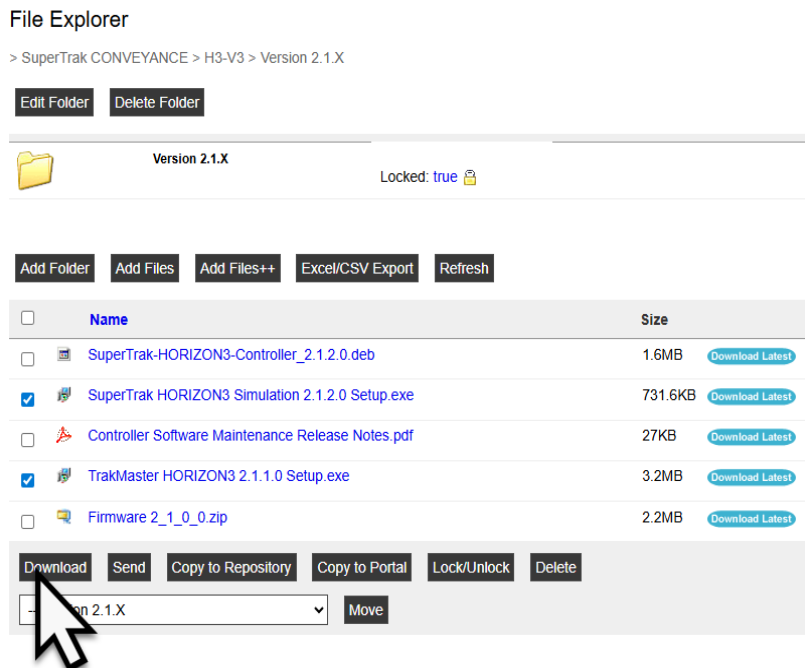 File Explorer
> SuperTrak CONVEYANCE > H3-V3 > Version 2.1.X
Edit Folder Delete Folder
Version 2.1.X
Locked: true
Add Folder Add Files Add Files++ Excel/CSV Export Refresh
Name Size
SuperTrak-HORIZON3-Controller_2.1.2.0.deb 1.6MB Download Latest
SuperTrak HORIZON3 Simulation 2.1.2.0 Setup.exe 731.6KB Download Latest
Controller Software Maintenance Release Notes.pdf 27KB Download Latest
TrakMaster HORIZON3 2.1.1.0 Setup.exe 3.2MB Download Latest
Firmware 2_1_0_0.zip 2.2MB Download Latest
Download Send Copy to Repository Copy to Portal Lock/Unlock Delete
2.1.X Move